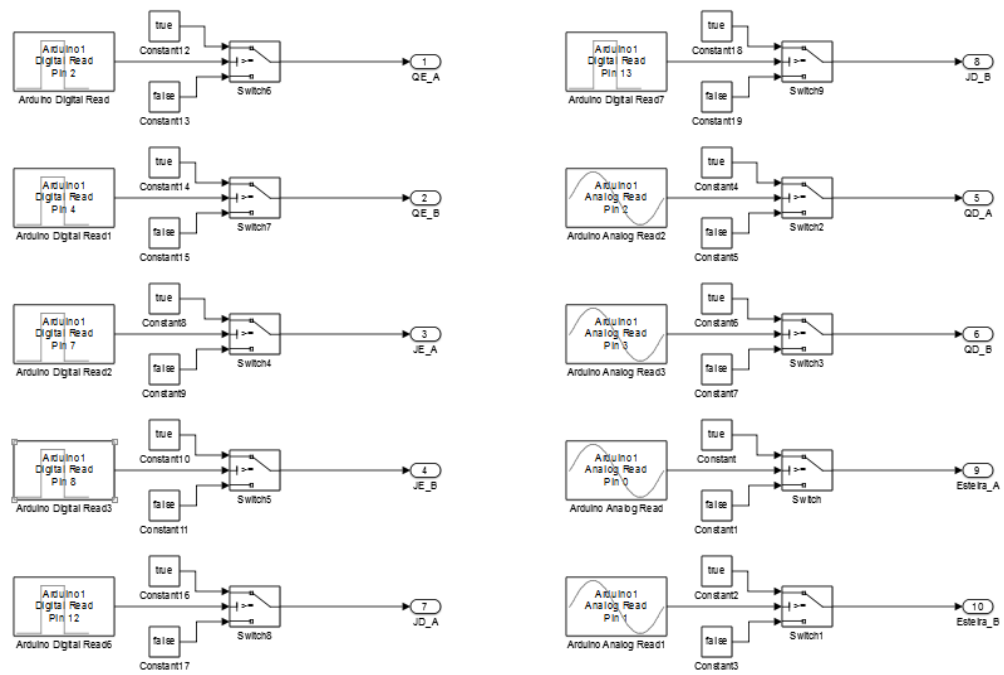 true
Constant12
Arduino1
Digital Read
Pin 2
Arduino Digital Read
>=
Switch6
1
QE_A
false
Constant13
true
Constant14
Arduino1
Digital Read
Pin 4
Arduino Digital Read1
>=
Switch7
2
QE_B
false
Constant15
true
Constant8
Arduino1
Digital Read
Pin 7
Arduino Digital Read2
>=
Switch4
3
JE_A
false
Constant9
true
Constant10
Arduino1
Digital Read
Pin 8
Arduino Digital Read3
>=
Switch5
4
JE_B
false
Constant11
true
Constant16
Arduino1
Digital Read
Pin 12
Arduino Digital Read6
>=
Switch8
7
JD_A
false
Constant17
true
Constant18
Arduino1
Digital Read
Pin 13
Arduino Digital Read7
>=
Switch9
8
JD_B
false
Constant19
true
Constant4
Arduino1
Analog Read
Pin 2
Arduino Analog Read2
>=
Switch2
5
QD_A
false
Constant5
true
Constant6
Arduino1
Analog Read
Pin 3
Arduino Analog Read3
>=
Switch3
6
QD_B
false
Constant7
true
Constant
Arduino1
Analog Read
Pin 0
Arduino Analog Read
>=
Switch
9
Esteira_A
false
Constant1
true
Constant2
Arduino1
Analog Read
Pin 1
Arduino Analog Read1
>=
Switch1
10
Esteira_B
false
Constant3